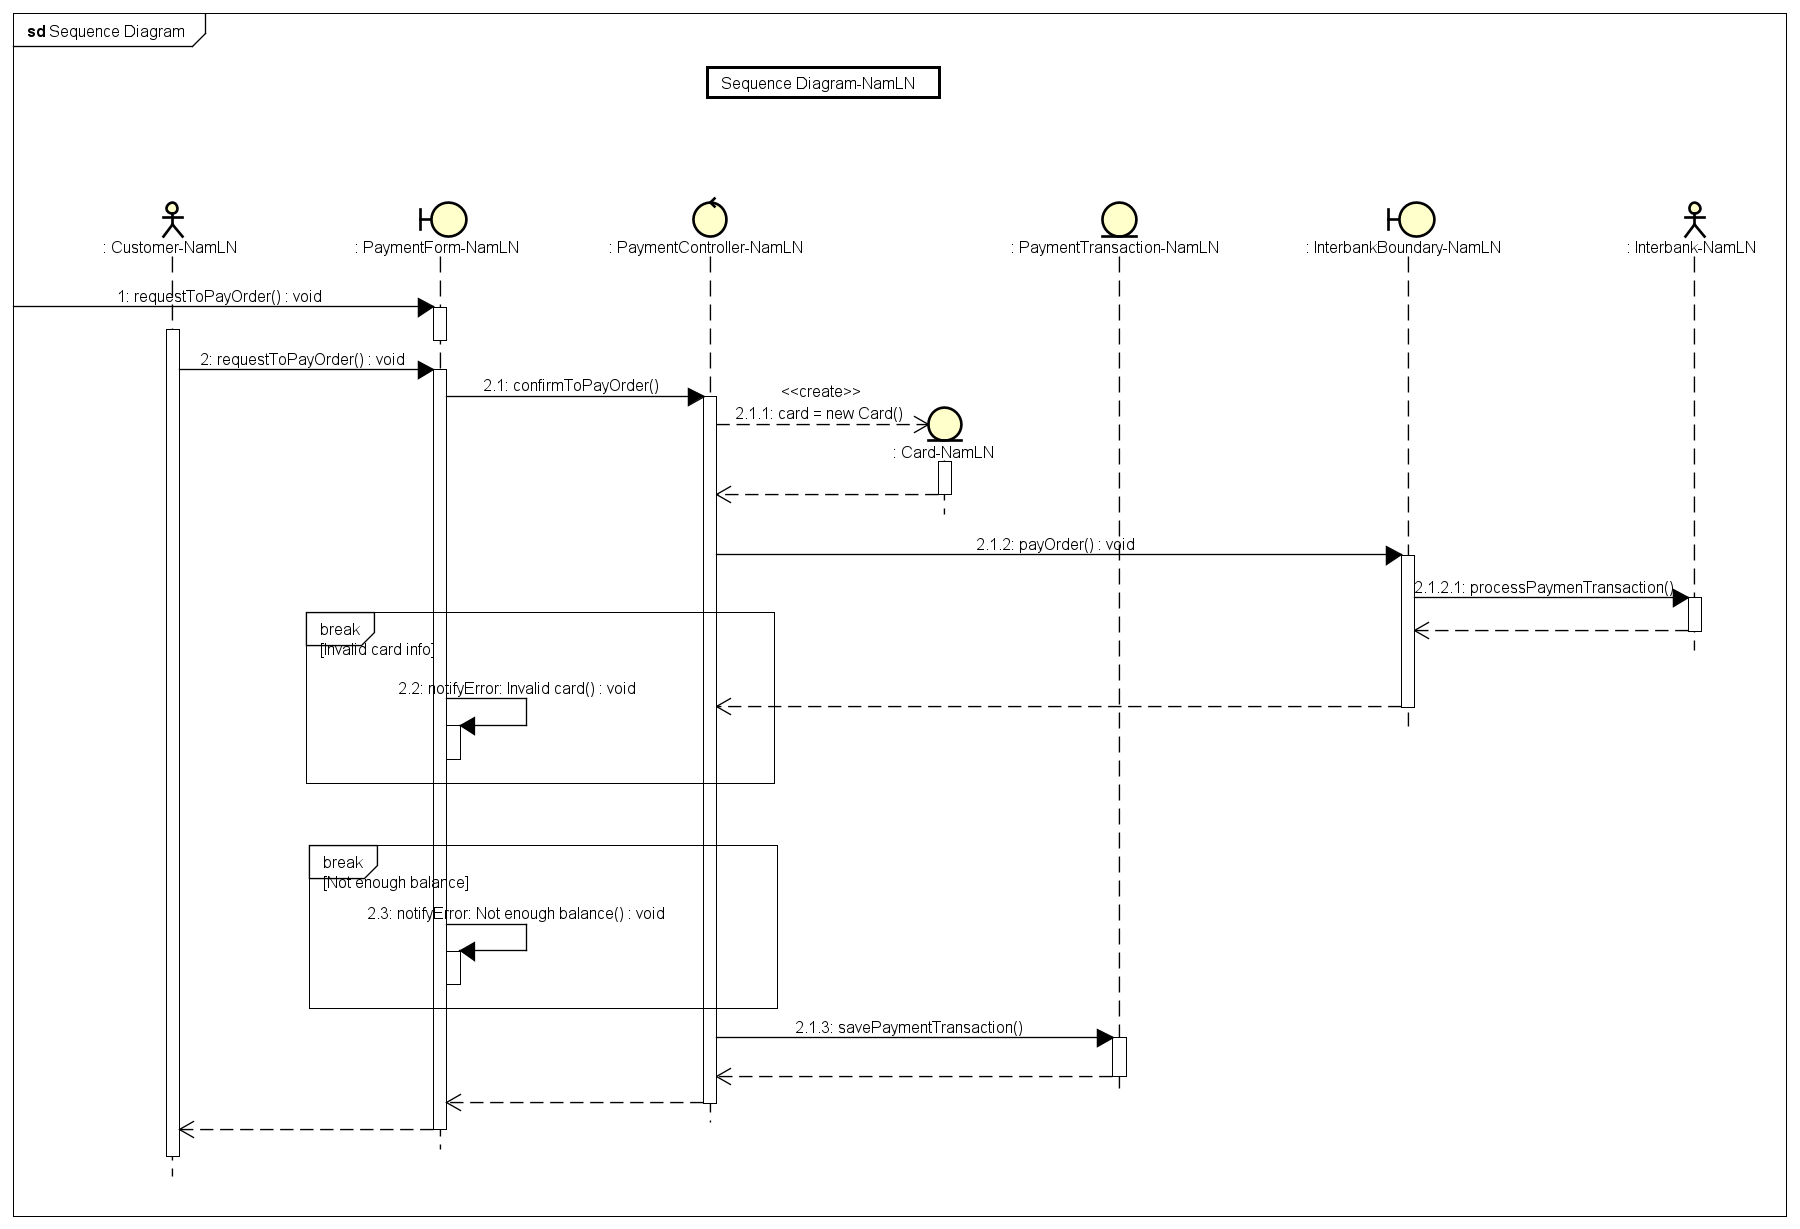 sd Sequence Diagram
Sequence Diagram-NamLN
: Customer-NamLN
: PaymentForm-NamLN
: PaymentController-NamLN
: PaymentTransaction-NamLN
: InterbankBoundary-NamLN
: Interbank-NamLN
1: requestToPayOrder() : void
2: requestToPayOrder() : void
2.1: confirmToPayOrder()
<<create>>
2.1.1: card = new Card()
: Card-NamLN
2.1.2: payOrder() : void
2.1.2.1: processPaymenTransaction()
break
[Invalid card info]
2.2: notifyError: Invalid card() : void
break
[Not enough balance]
2.3: notifyError: Not enough balance() : void
2.1.3: savePaymentTransaction()